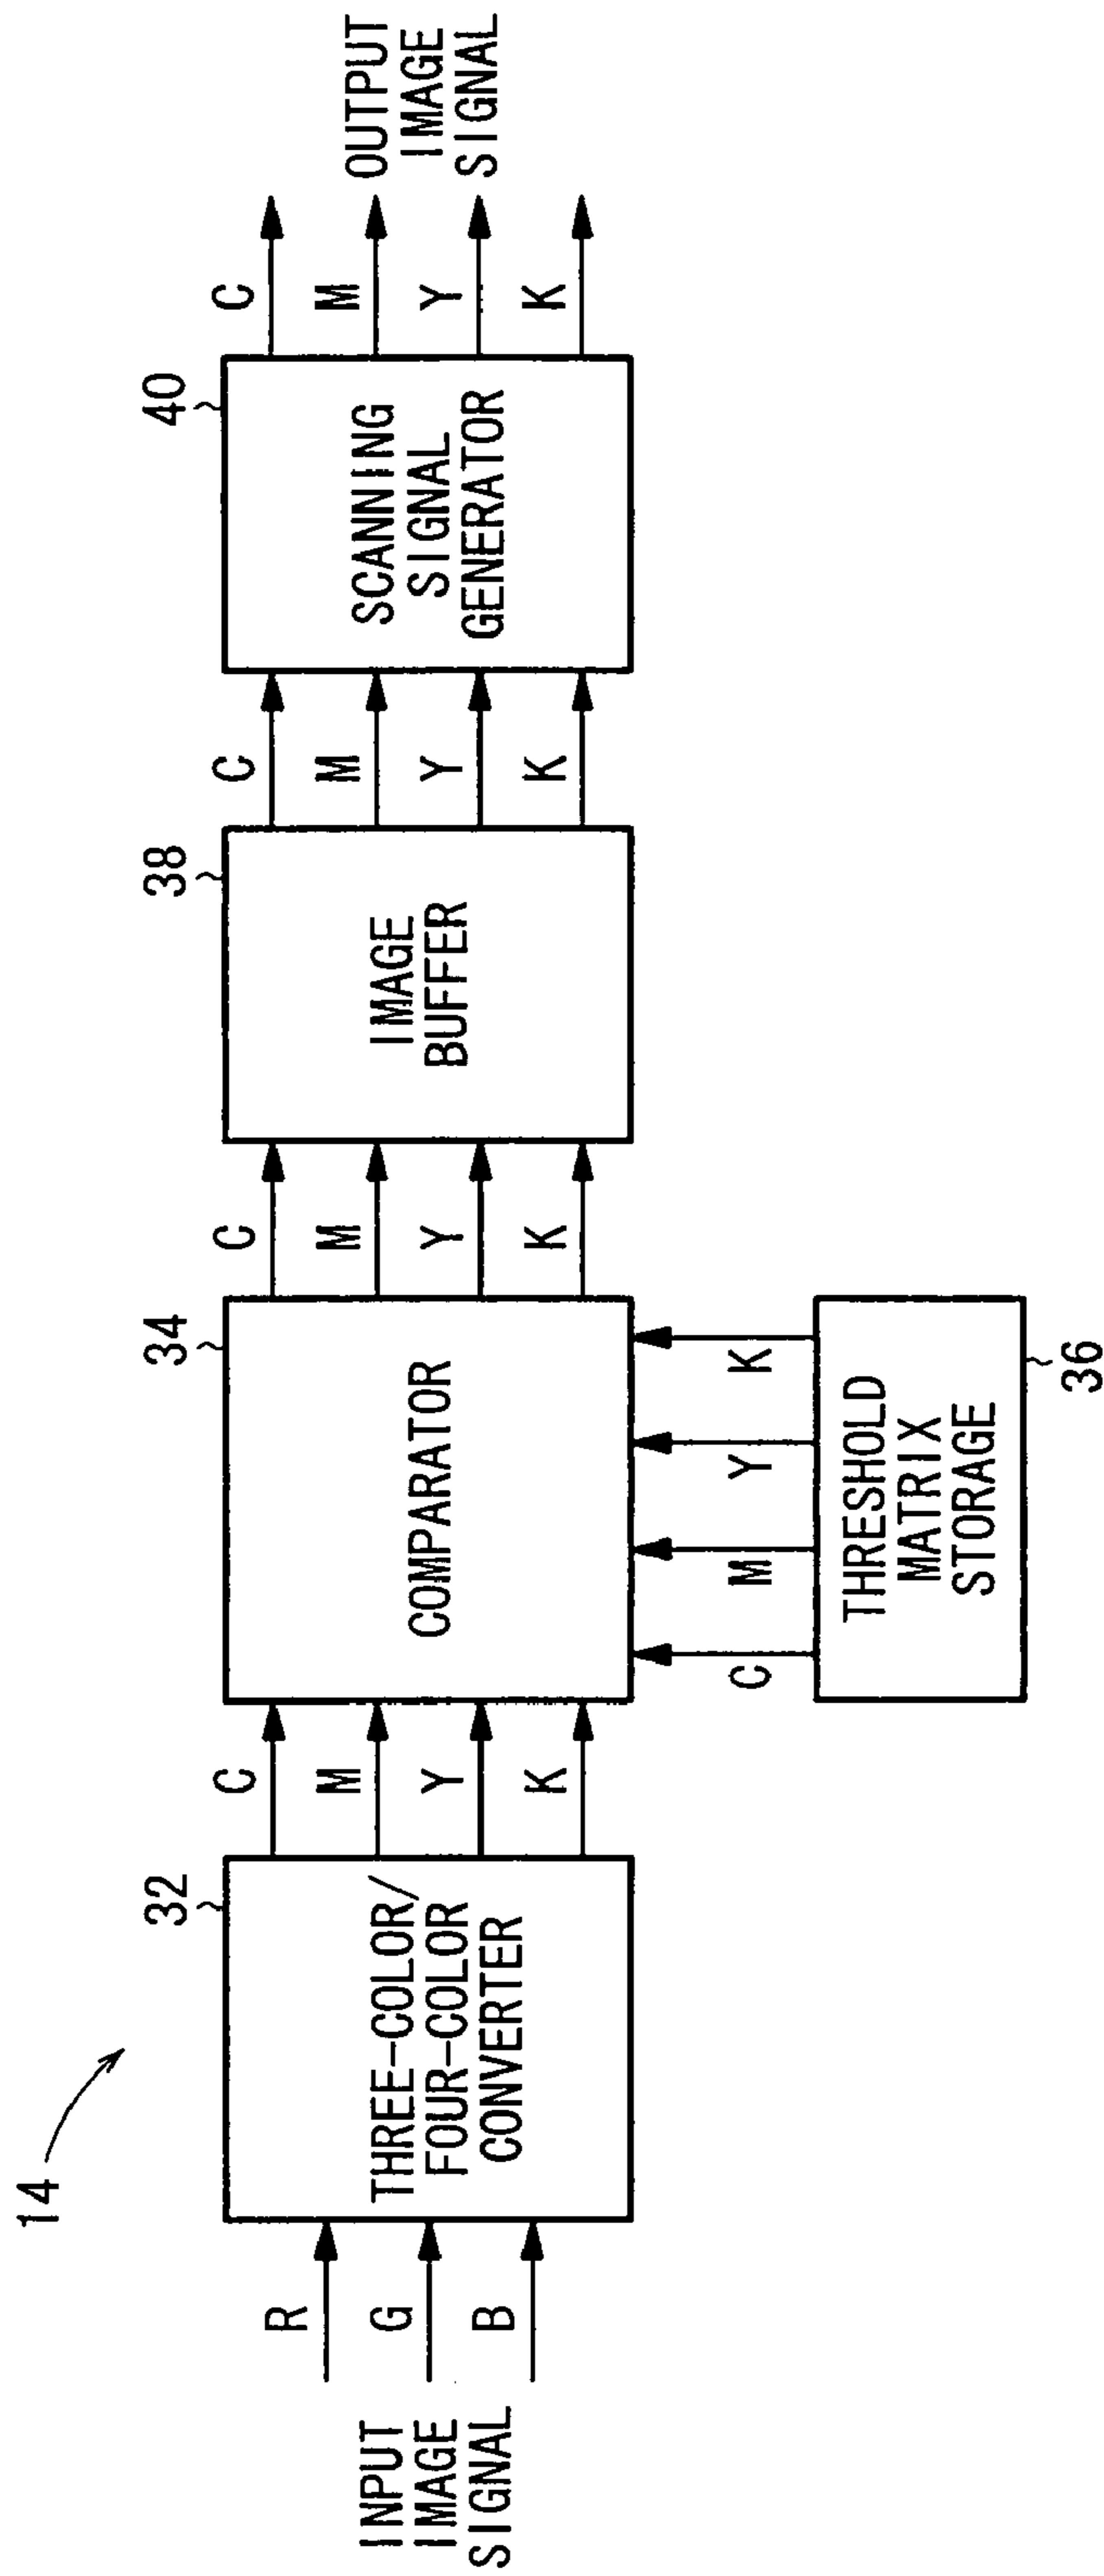 14
INPUT
IMAGE
SIGNAL
R
G
B
32
THREE-COLOR/
FOUR-COLOR
CONVERTER
C
M
Y
K
34
COMPARATOR
C
M
Y
K
THRESHOLD
MATRIX
STORAGE
36
C
M
Y
K
38
IMAGE
BUFFER
C
M
Y
K
40
SCANNING
SIGNAL
GENERATOR
C
M
Y
K
OUTPUT
IMAGE
SIGNAL